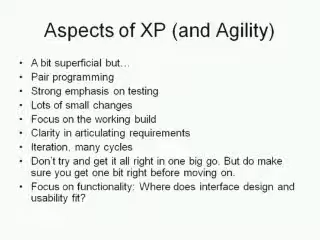 Aspects of XP (and Agility)
• A bit superficial but…
• Pair programming
• Strong emphasis on testing
• Lots of small changes
• Focus on the working build
• Clarity in articulating requirements
• Iteration, many cycles
• Don't try and get it all right in one big go. But do make
sure you get one bit right before moving on.
• Focus on functionality: Where does interface design and
usability fit?